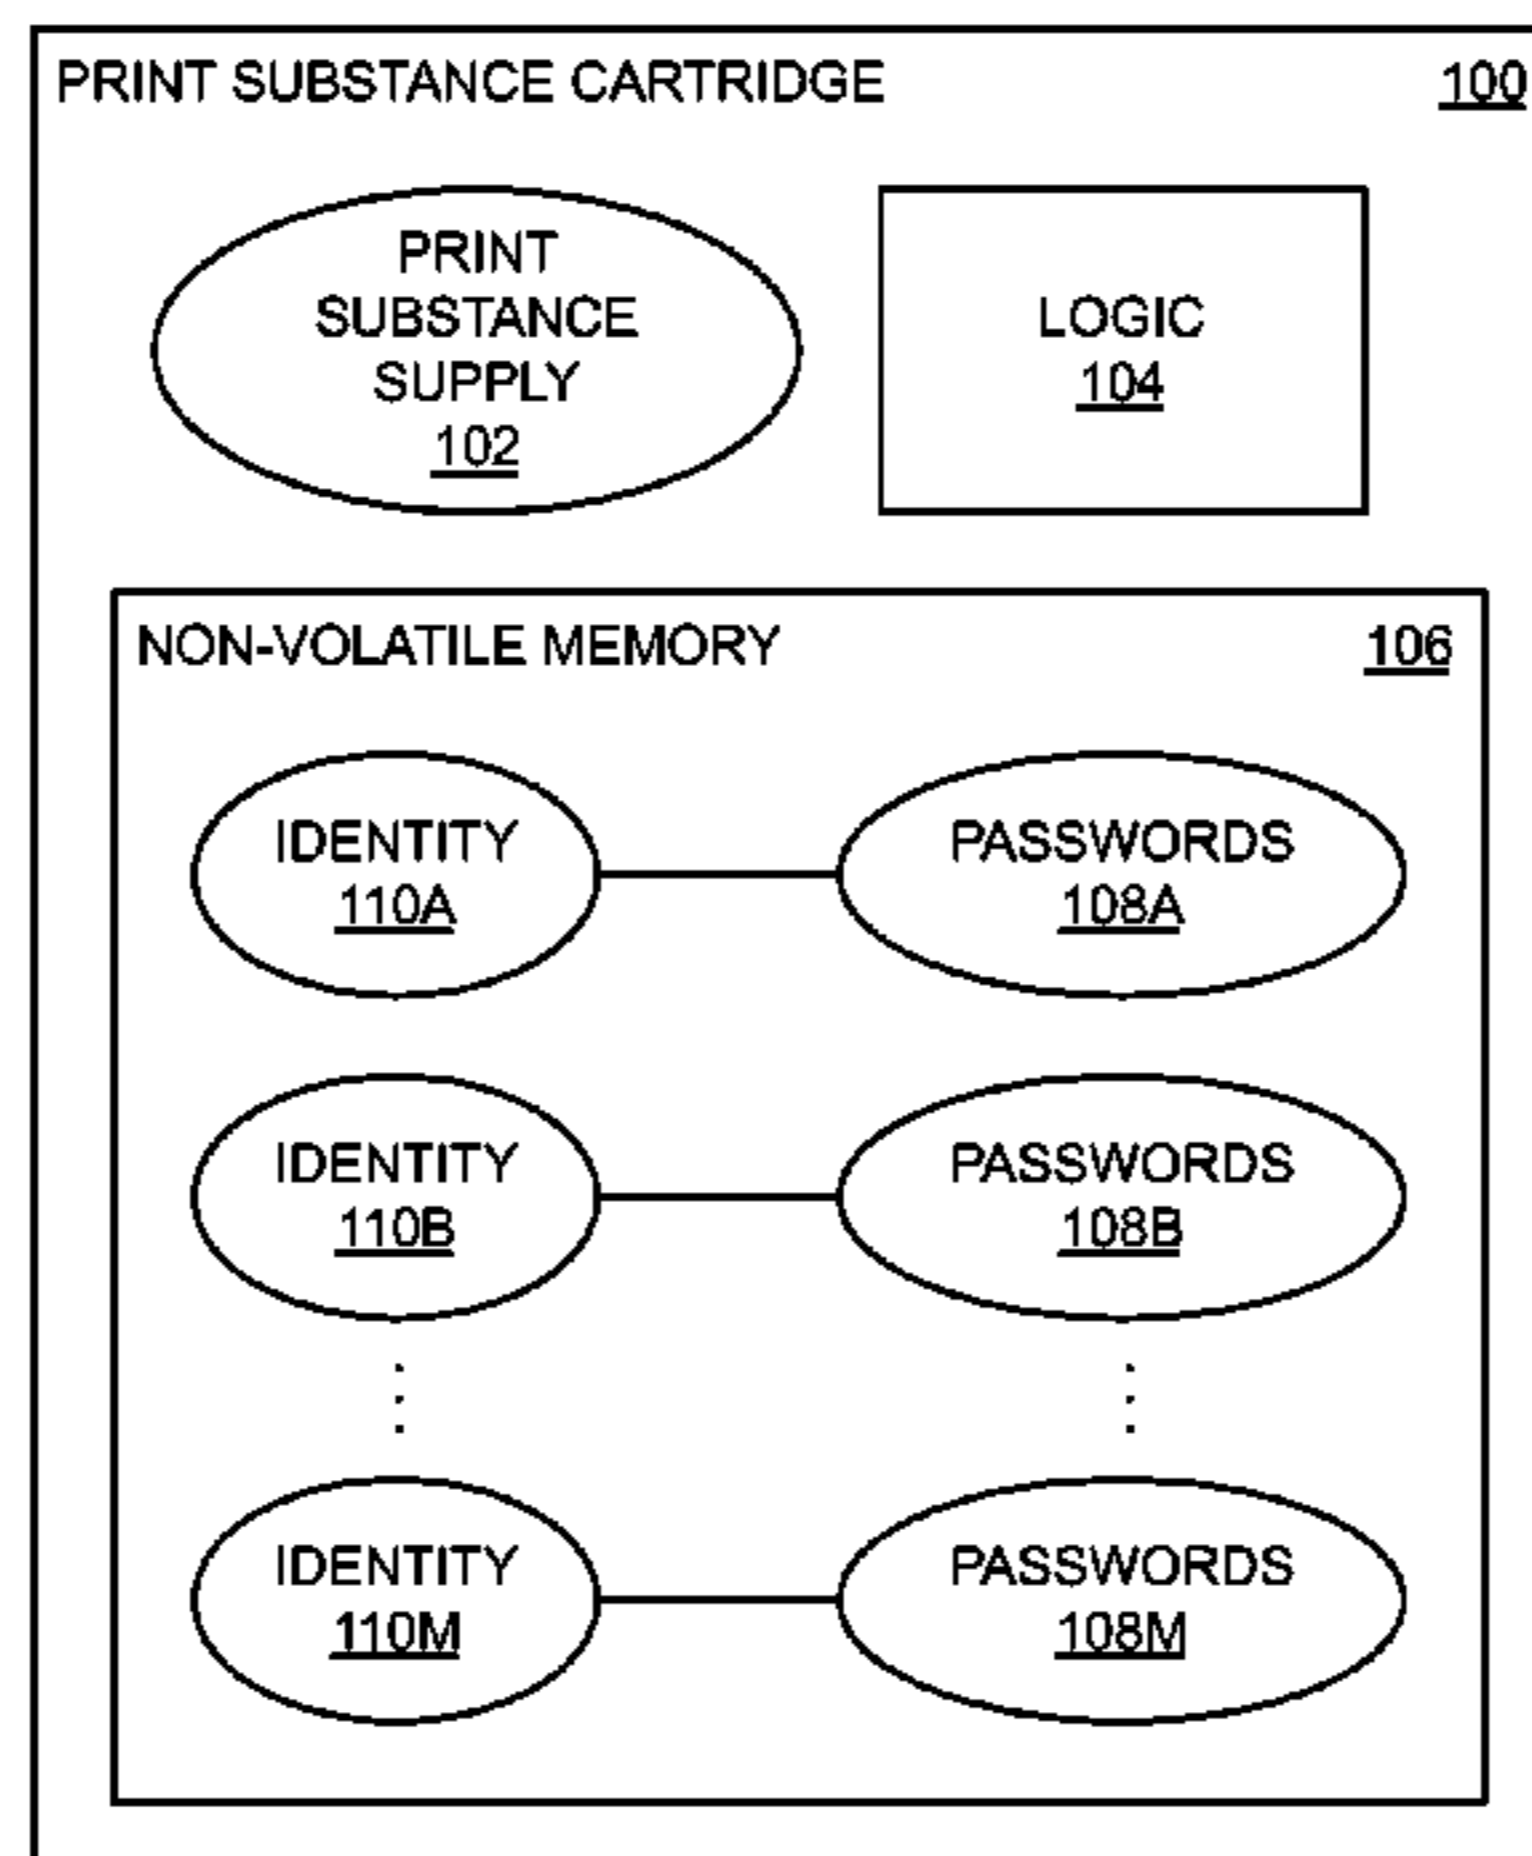 PRINT SUBSTANCE CARTRIDGE 100
PRINT
SUBSTANCE
SUPPLY
102
LOGIC
104
NON-VOLATILE MEMORY 106
IDENTITY
110A
PASSWORDS
108A
IDENTITY
110B
PASSWORDS
108B
IDENTITY
110M
PASSWORDS
108M